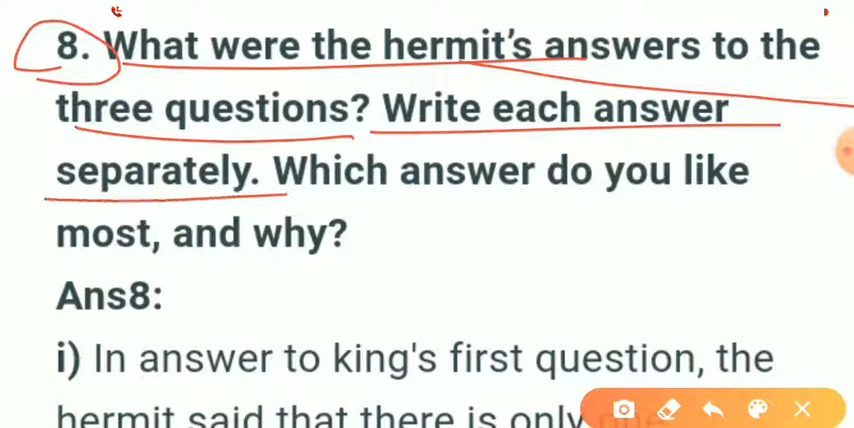 8. What were the hermit's answers to the
three questions? Write each answer
separately. Which answer do you like
most, and why?
Ans8:
i) In answer to king's first question, the
hermit said that there is only one